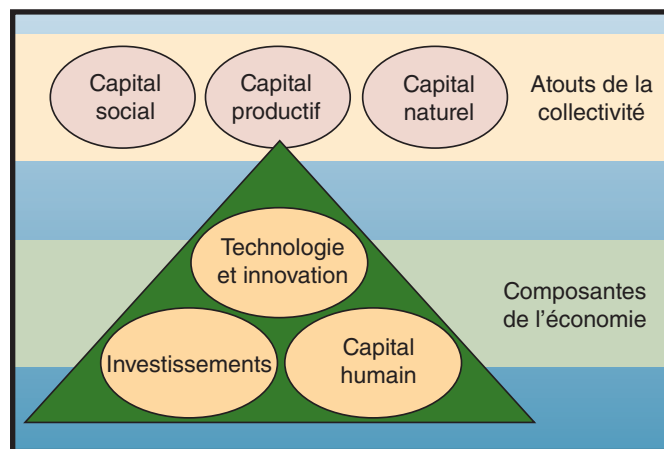 Capital
social
Capital
productif
Capital
naturel
Atouts de la
collectivité
Technologie
et innovation
Composantes
de l’économie
Investissements
Capital
humain